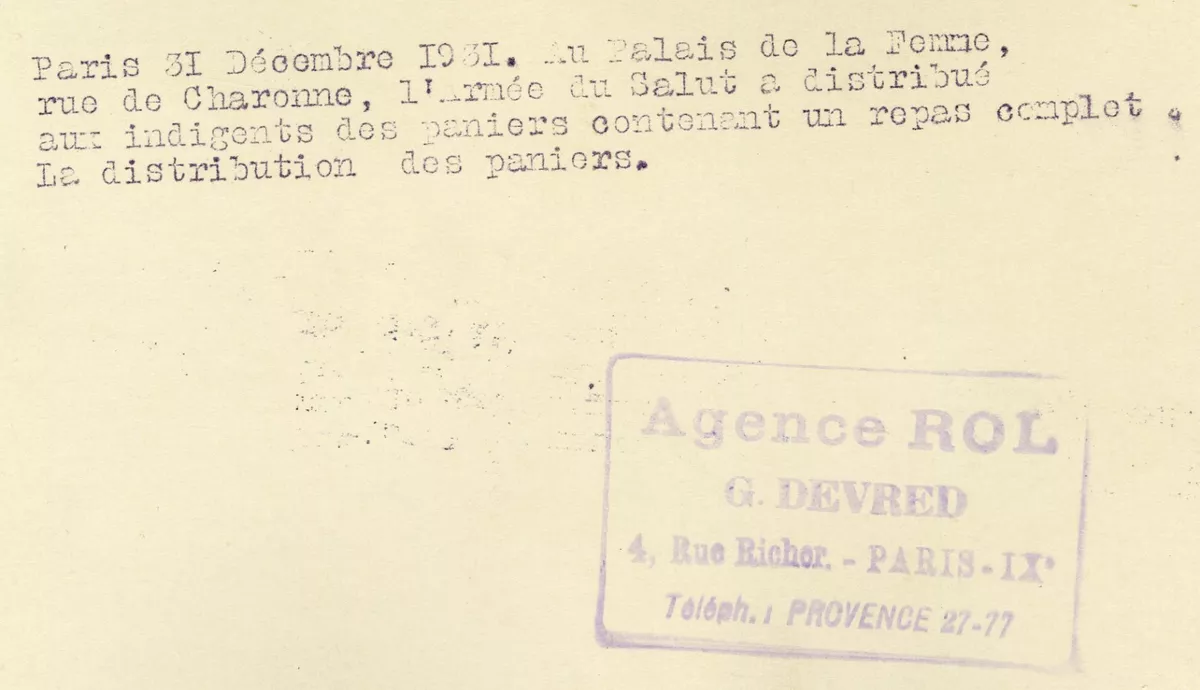 Paris 31 Décembre 1931. Au Palais de la Femme,
rue de Charonne, l'Armée du Salut a distribué
aux indigents des paniers contenant un repas complet .
La distribution des paniers.
Agence ROL
G. DEVRED
4, Rue Richer. - PARIS-IXᵉ
Téléph. : PROVENCE 27-77